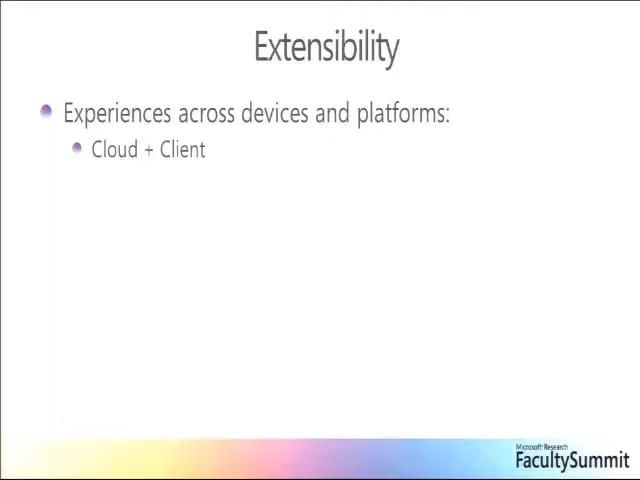 Extensibility
Experiences across devices and platforms:
Cloud + Client
Microsoft Research
FacultySummit